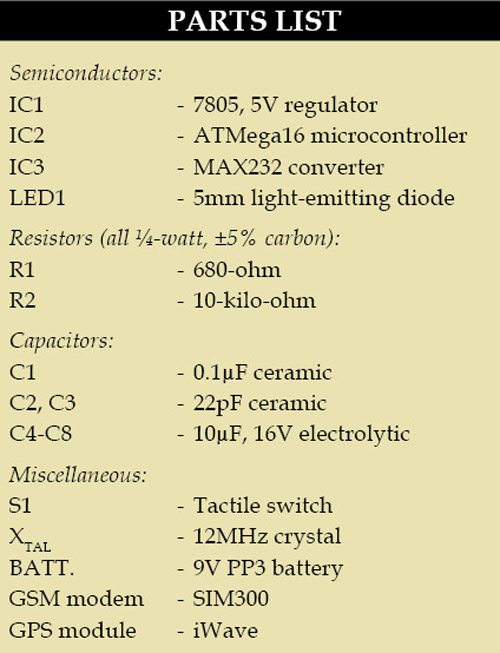 PARTS LIST
Semiconductors:
IC1 - 7805, 5V regulator
IC2 - ATMega16 microcontroller
IC3 - MAX232 converter
LED1 - 5mm light-emitting diode
Resistors (all ¼-watt, ±5% carbon):
R1 - 680-ohm
R2 - 10-kilo-ohm
Capacitors:
C1 - 0.1µF ceramic
C2, C3 - 22pF ceramic
C4-C8 - 10µF, 16V electrolytic
Miscellaneous:
S1 - Tactile switch
XTAL - 12MHz crystal
BATT. - 9V PP3 battery
GSM modem - SIM300
GPS module - iWave